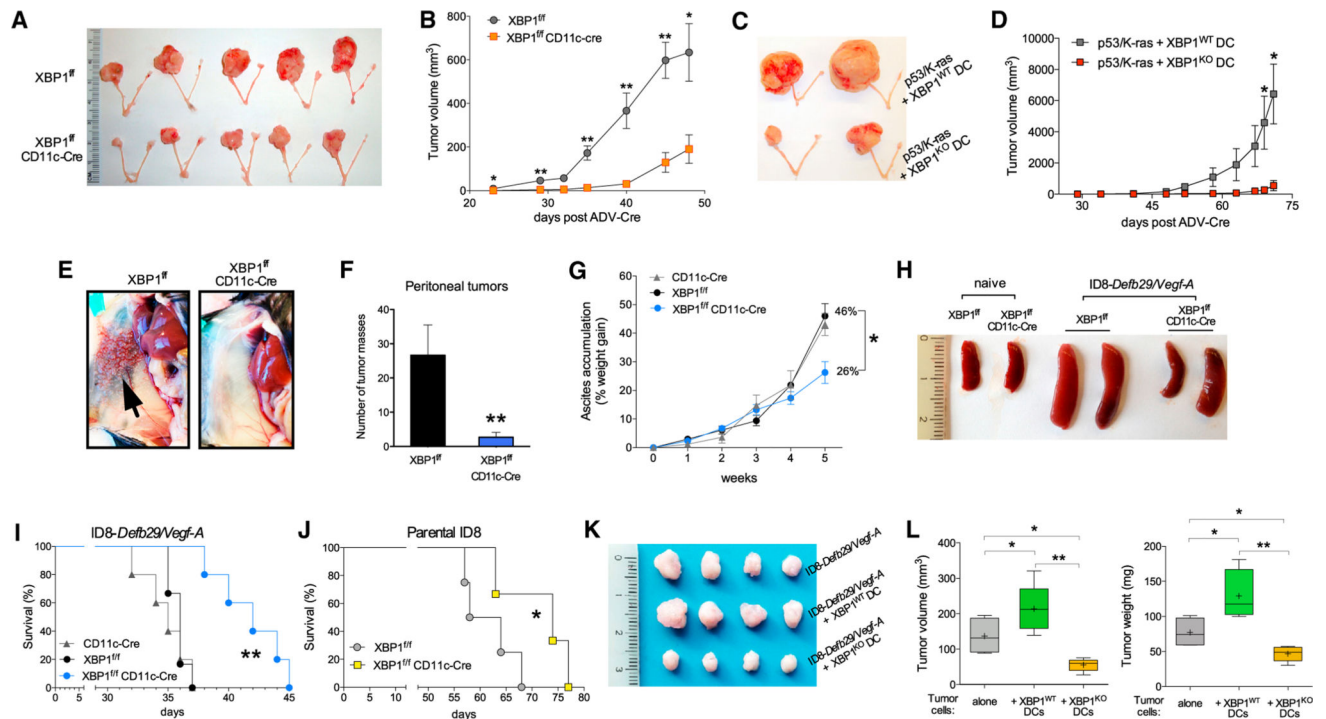 A
XBP1f/f
XBP1f/f
CD11c-Cre
B
XBP1f/f
XBP1f/f CD11c-cre
Tumor volume (mm3)
800
600
400
200
0
20 30 40 50
days post ADV-Cre
* ** ** ** ** *
C
p53/K-ras
+ XBP1WT DC
p53/K-ras
+ XBP1KO DC
D
p53/K-ras + XBP1WT DC
p53/K-ras + XBP1KO DC
Tumor volume (mm3)
10000
8000
6000
4000
2000
0
30 45 60 75
days post ADV-Cre
* *
E
XBP1f/f
XBP1f/f
CD11c-Cre
F
Peritoneal tumors
Number of tumor masses
40
30
20
10
0
**
XBP1f/f
XBP1f/f
CD11c-Cre
G
CD11c-Cre
XBP1f/f
XBP1f/f CD11c-Cre
Ascites accumulation
(% weight gain)
60
50
40
30
20
10
0
46%
*
26%
0 1 2 3 4 5
weeks
H
naive
ID8-Defb29/Vegf-A
XBP1f/f
XBP1f/f
CD11c-Cre
XBP1f/f
XBP1f/f
CD11c-Cre
0
1
2
I
ID8-Defb29/Vegf-A
Survival (%)
100
80
60
40
20
0
CD11c-Cre
XBP1f/f
XBP1f/f CD11c-Cre
**
0 5 30 35 40 45
days
J
Parental ID8
Survival (%)
100
80
60
40
20
0
XBP1f/f
XBP1f/f CD11c-Cre
*
0 5 50 60 70 80
days
K
0
1
2
3
ID8-Defb29/Vegf-A
ID8-Defb29/Vegf-A
+ XBP1WT DC
ID8-Defb29/Vegf-A
+ XBP1KO DC
L
Tumor volume (mm3)
400
300
200
100
0
*
* **
Tumor
cells:
alone
+ XBP1WT
DCs
+ XBP1KO
DCs
Tumor weight (mg)
200
150
100
50
0
*
* **
Tumor
cells:
alone
+ XBP1WT
DCs
+ XBP1KO
DCs